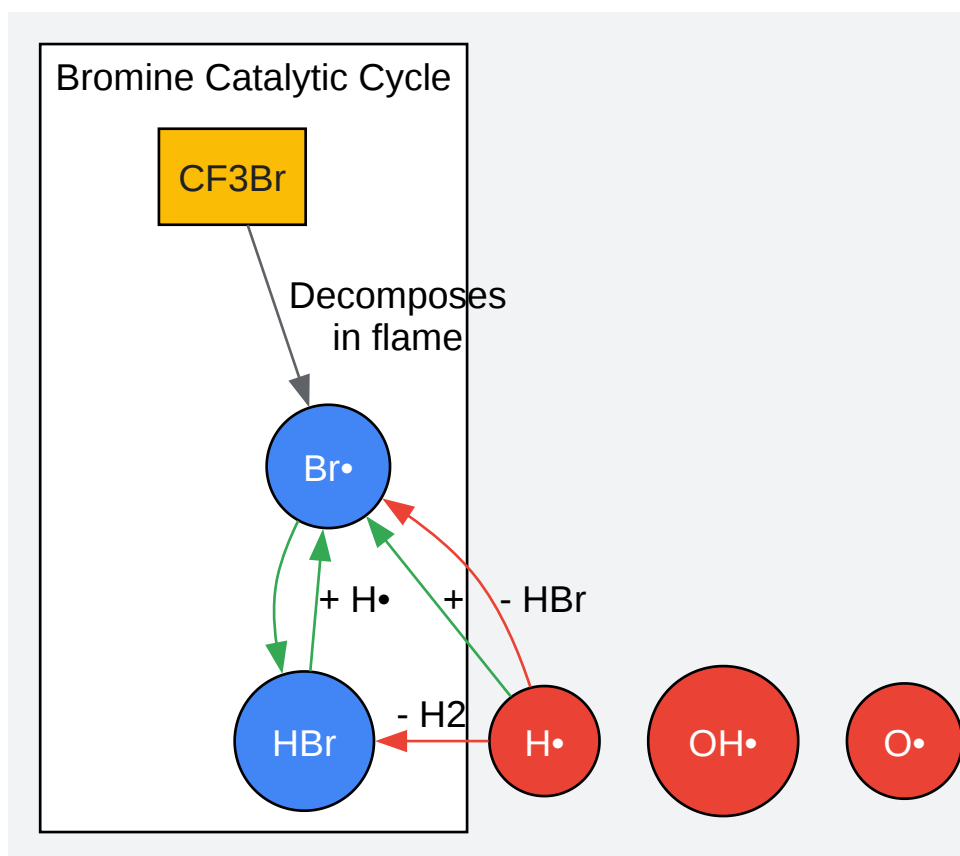 Bromine Catalytic Cycle
CF3Br
Decomposes
in flame
Br•
+ H•
+
- HBr
- H2
HBr
H•
OH•
O•